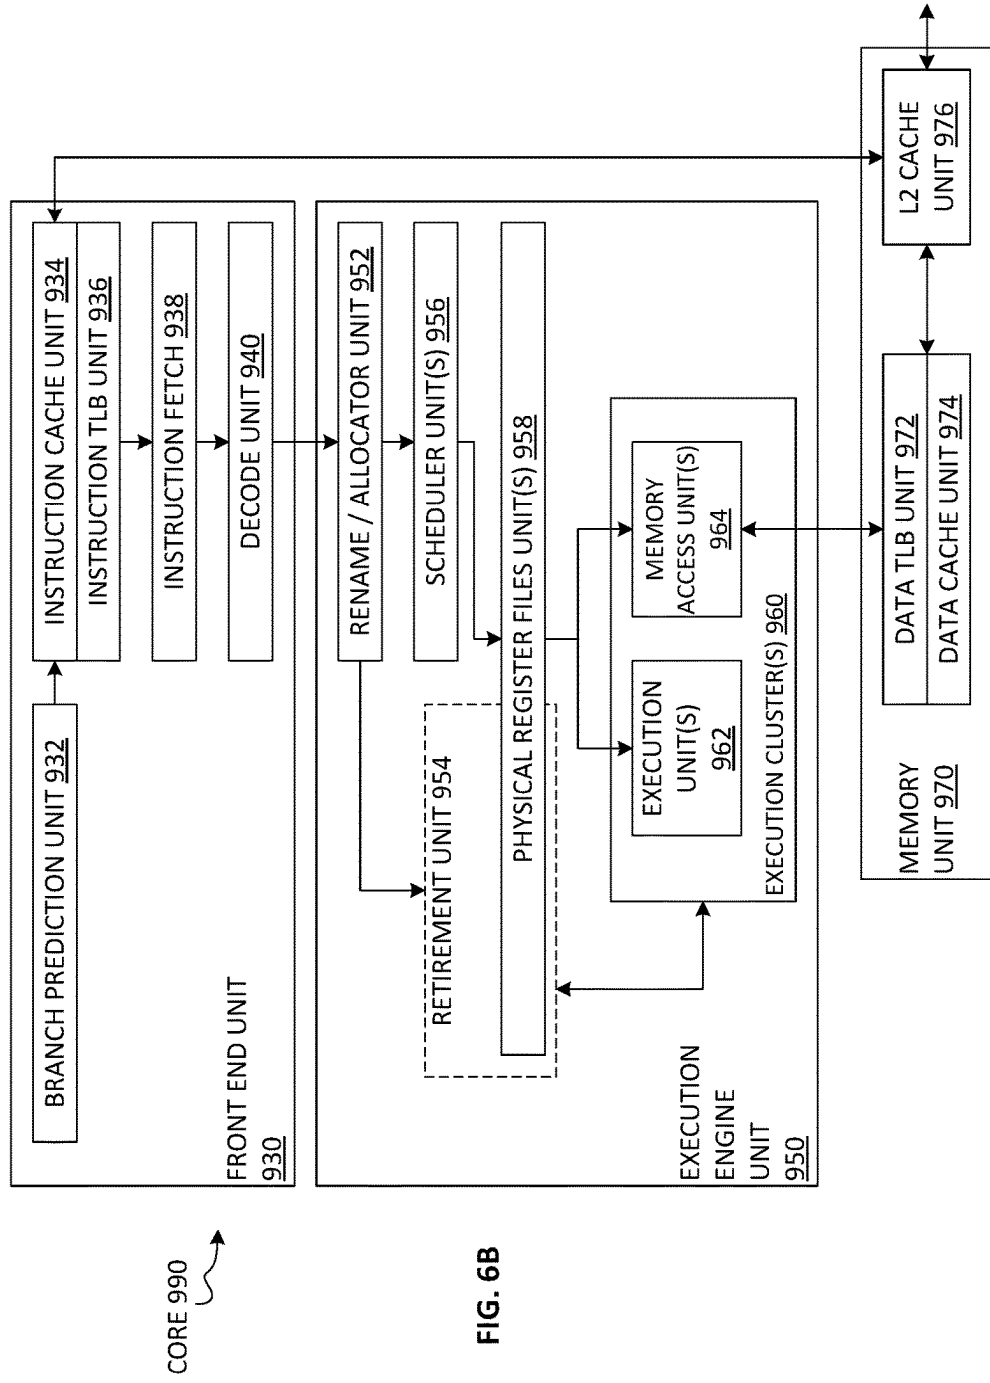 CORE 990
BRANCH PREDICTION UNIT 932
INSTRUCTION CACHE UNIT 934
INSTRUCTION TLB UNIT 936
INSTRUCTION FETCH 938
DECODE UNIT 940
FRONT END UNIT
930
RENAME / ALLOCATOR UNIT 952
SCHEDULER UNIT(S) 956
RETIREMENT UNIT 954
PHYSICAL REGISTER FILES UNIT(S) 958
EXECUTION
UNIT(S)
962
MEMORY
ACCESS UNIT(S)
964
EXECUTION CLUSTER(S) 960
EXECUTION
ENGINE
UNIT
950
MEMORY
UNIT 970
DATA TLB UNIT 972
DATA CACHE UNIT 974
L2 CACHE
UNIT 976
FIG. 6B